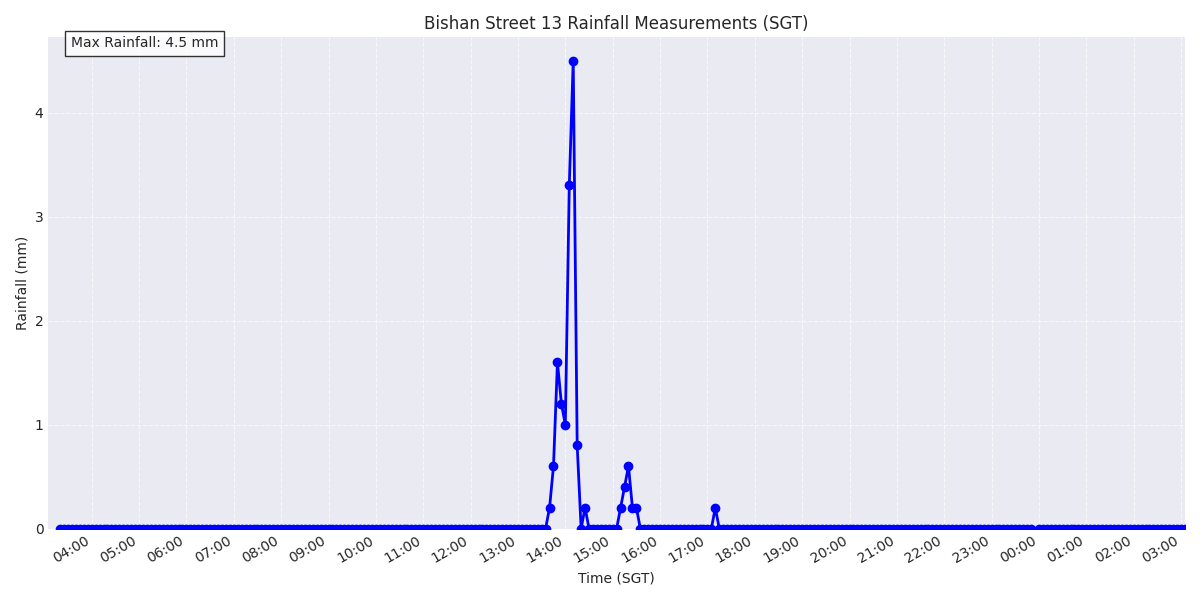 Bishan Street 13 Rainfall Measurements (SGT)
Max Rainfall: 4.5 mm
4
3
2
1
0
Rainfall (mm)
04:00 05:00 06:00 07:00 08:00 09:00 10:00 11:00 12:00 13:00 14:00 15:00 16:00 17:00 18:00 19:00 20:00 21:00 22:00 23:00 00:00 01:00 02:00 03:00
Time (SGT)